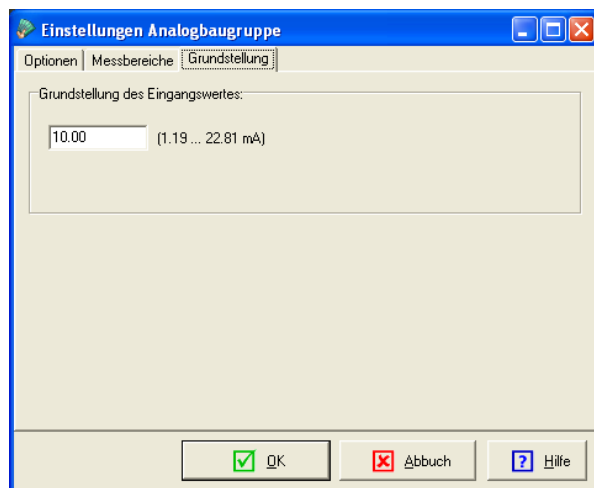 Einstellungen Analogbaugruppe
Optionen Messbereiche Grundstellung
Grundstellung des Eingangswertes:
10.00 (1.19 ... 22.81 mA)
OK Abbuch Hilfe